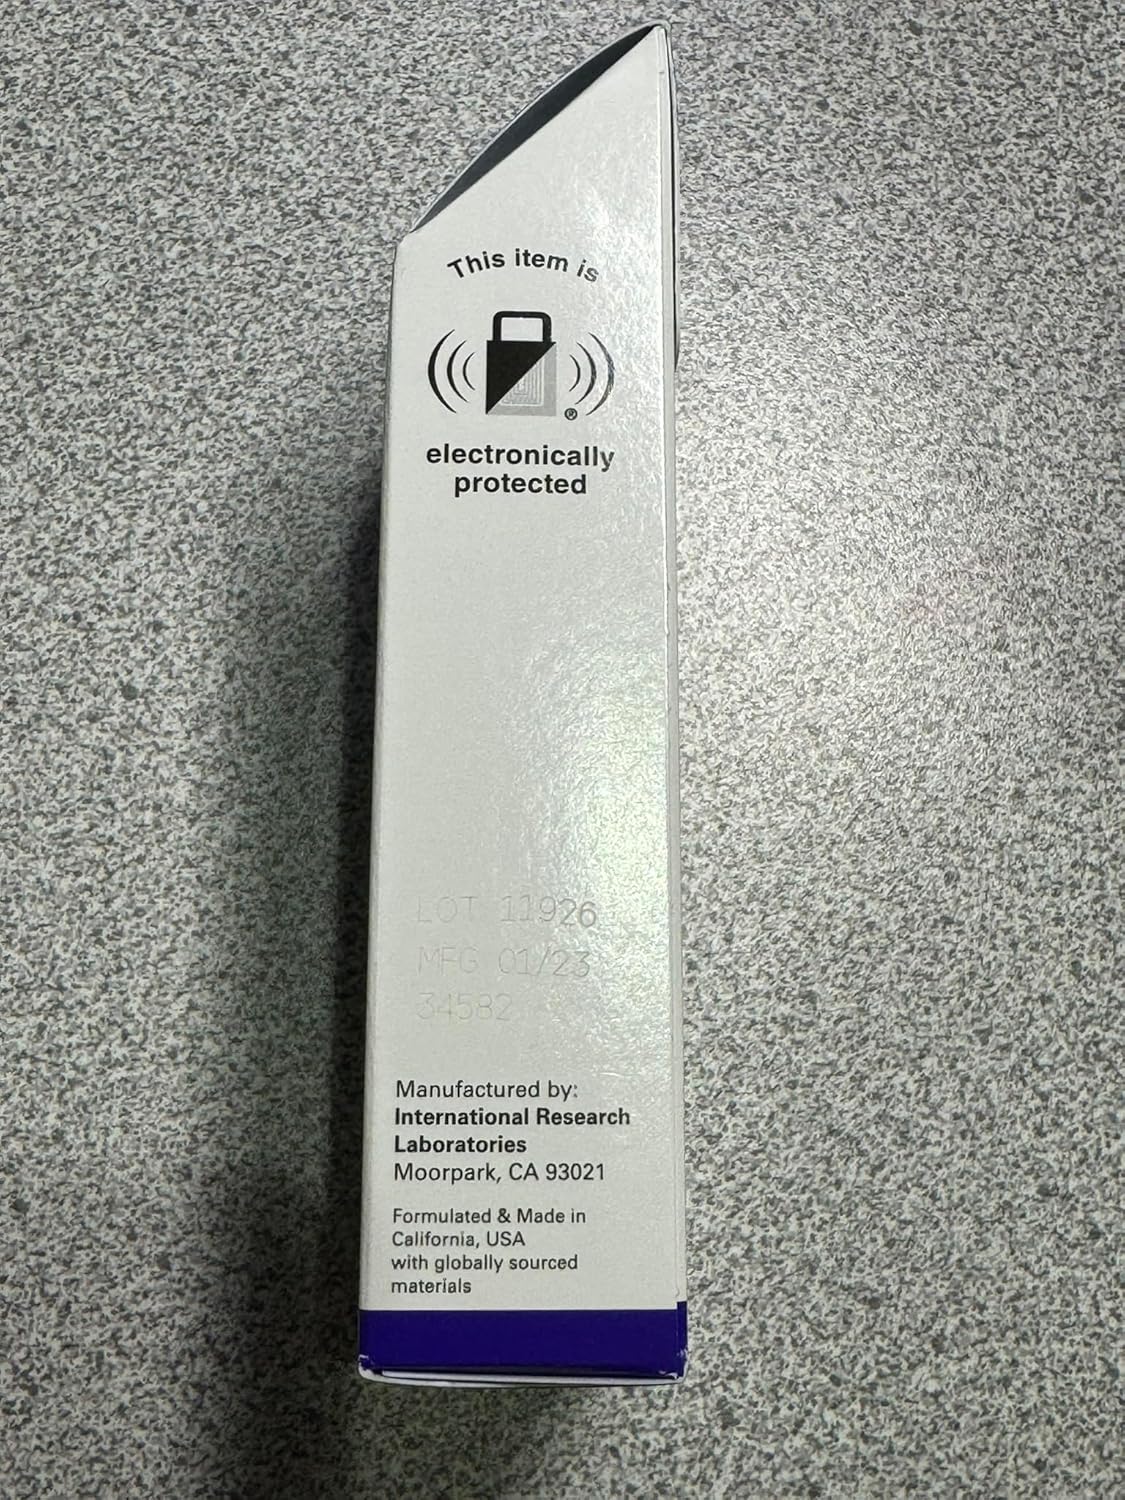 This item is
®
electronically
protected
LOT 11926
MFG 01/23
34582
Manufactured by:
International Research
Laboratories
Moorpark, CA 93021
Formulated & Made in
California, USA
with globally sourced
materials